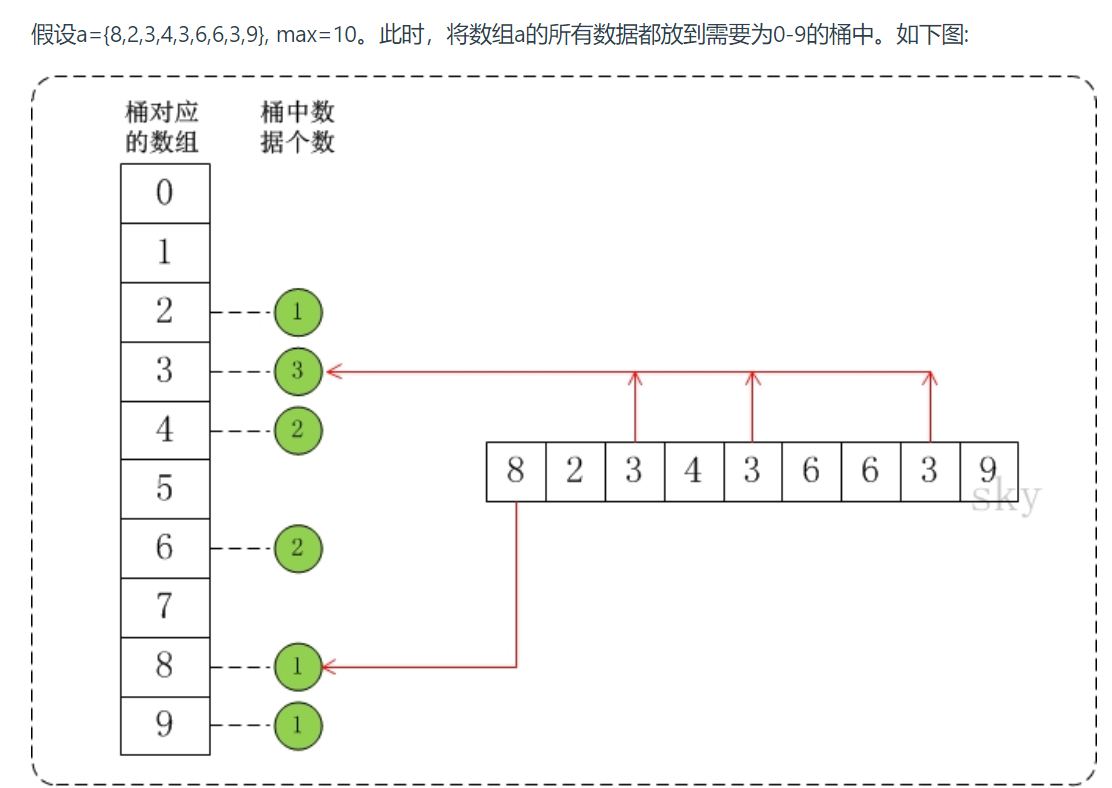 假设a={8,2,3,4,3,6,6,3,9}, max=10。此时，将数组a的所有数据都放到需要为0-9的桶中。如下图:
桶对应 桶中数
的数组 据个数
0
1
2 1
3 3
4 2
8 2 3 4 3 6 6 3 9
sky
5
6 2
7
8 1
9 1